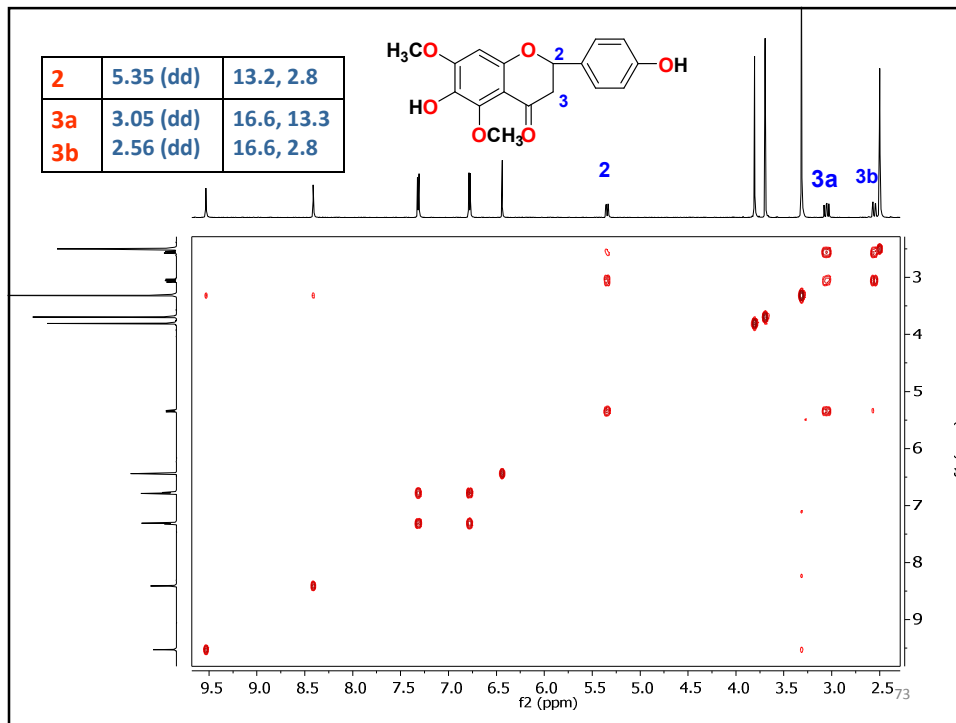 2 5.35 (dd) 13.2, 2.8
3a 3.05 (dd) 16.6, 13.3
3b 2.56 (dd) 16.6, 2.8
H₃CO
O
2
OH
HO
3
OCH₃
O
H₃CO
2
3a
3b
3
4
5
6
7
8
9
9.5 9.0 8.5 8.0 7.5 7.0 6.5 6.0 5.5 5.0 4.5 4.0 3.5 3.0 2.5
f2 (ppm)
73